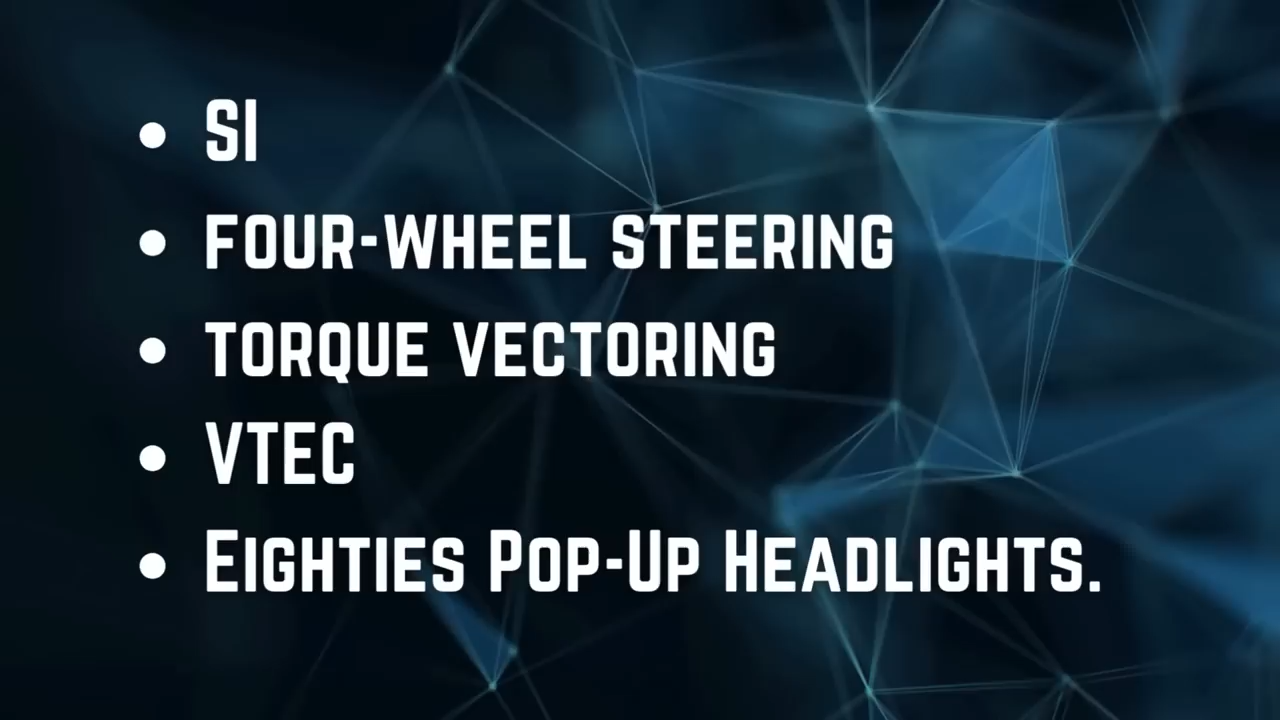 • SI
• FOUR-WHEEL STEERING
• TORQUE VECTORING
• VTEC
• EIGHTIES POP-UP HEADLIGHTS.